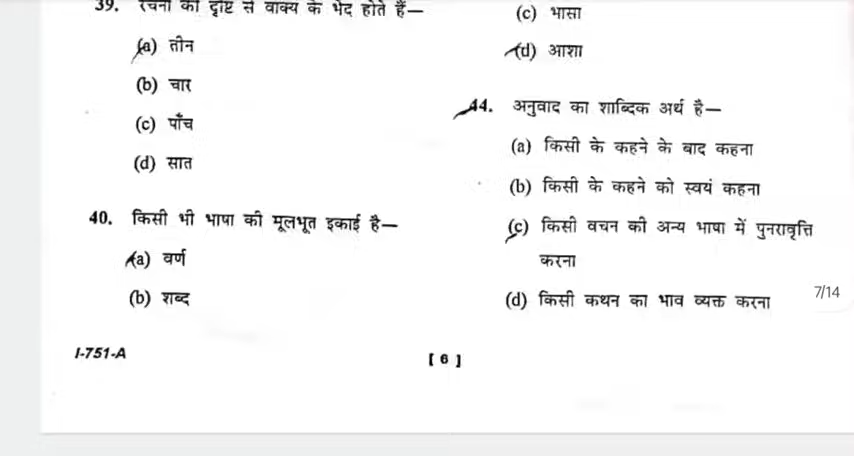 39. रचना की दृष्टि से वाक्य के भेद होते हैं—
(a) तीन
(b) चार
(c) पाँच
(d) सात
40. किसी भी भाषा की मूलभूत इकाई है—
(a) वर्ण
(b) शब्द
(c) भासा
(d) आशा
44. अनुवाद का शाब्दिक अर्थ है—
(a) किसी के कहने के बाद कहना
(b) किसी के कहने को स्वयं कहना
(c) किसी वचन की अन्य भाषा में पुनरावृत्ति
करना
(d) किसी कथन का भाव व्यक्त करना
7/14
I-751-A
[ 6 ]